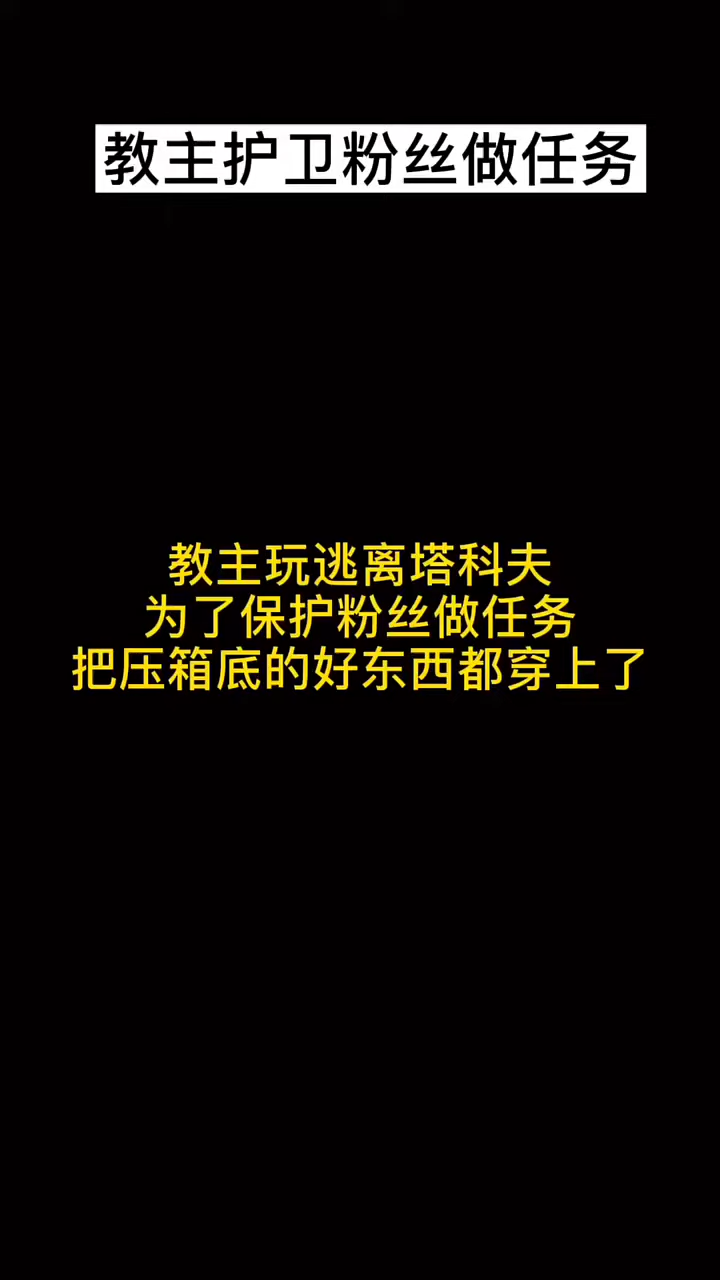 教主护卫粉丝做任务
教主玩逃离塔科夫
为了保护粉丝做任务
把压箱底的好东西都穿上了